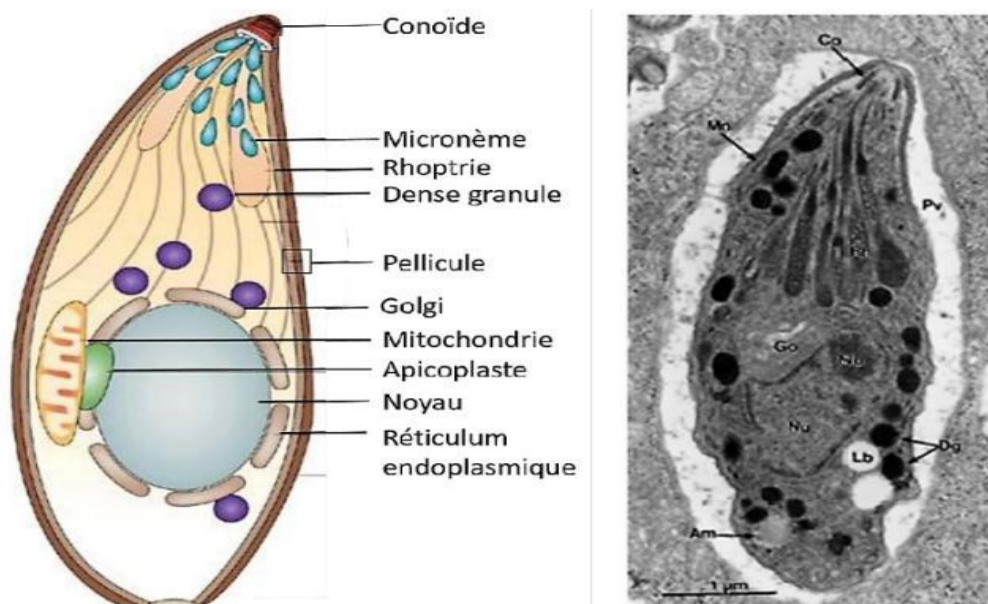 Conoïde
Micronème
Rhoptrie
Dense granule
Pellicule
Golgi
Mitochondrie
Apicoplaste
Noyau
Réticulum
endoplasmique
Co
Mn
Pv
Go
No
Nu
Lb
Dg
Am
1 µm